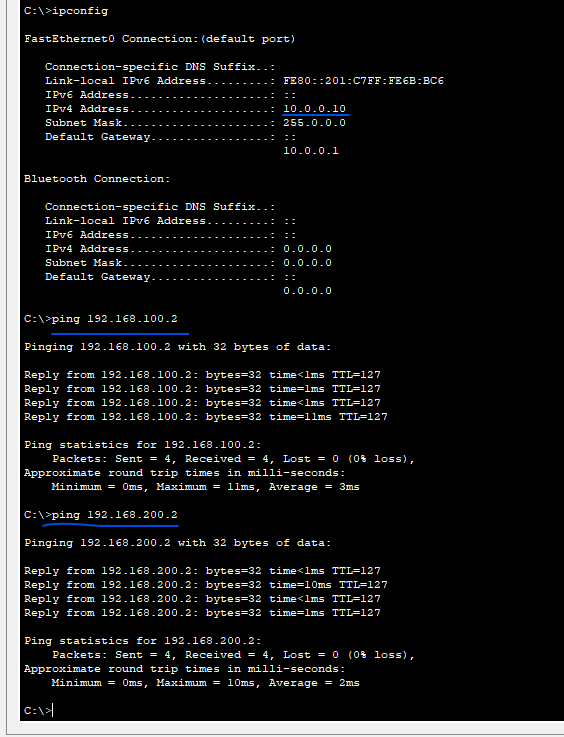 C:\>ipconfig
FastEthernet0 Connection:(default port)
Connection-specific DNS Suffix..:
Link-local IPv6 Address.........: FE80::201:C7FF:FE6B:BC6
IPv6 Address....................: ::
IPv4 Address....................: 10.0.0.10
Subnet Mask.....................: 255.0.0.0
Default Gateway.................: ::
10.0.0.1
Bluetooth Connection:
Connection-specific DNS Suffix..:
Link-local IPv6 Address.........: ::
IPv6 Address....................: ::
IPv4 Address....................: 0.0.0.0
Subnet Mask.....................: 0.0.0.0
Default Gateway.................: ::
0.0.0.0
C:\>ping 192.168.100.2
Pinging 192.168.100.2 with 32 bytes of data:
Reply from 192.168.100.2: bytes=32 time<1ms TTL=127
Reply from 192.168.100.2: bytes=32 time=1ms TTL=127
Reply from 192.168.100.2: bytes=32 time<1ms TTL=127
Reply from 192.168.100.2: bytes=32 time=11ms TTL=127
Ping statistics for 192.168.100.2:
Packets: Sent = 4, Received = 4, Lost = 0 (0% loss),
Approximate round trip times in milli-seconds:
Minimum = 0ms, Maximum = 11ms, Average = 3ms
C:\>ping 192.168.200.2
Pinging 192.168.200.2 with 32 bytes of data:
Reply from 192.168.200.2: bytes=32 time<1ms TTL=127
Reply from 192.168.200.2: bytes=32 time=10ms TTL=127
Reply from 192.168.200.2: bytes=32 time<1ms TTL=127
Reply from 192.168.200.2: bytes=32 time=1ms TTL=127
Ping statistics for 192.168.200.2:
Packets: Sent = 4, Received = 4, Lost = 0 (0% loss),
Approximate round trip times in milli-seconds:
Minimum = 0ms, Maximum = 10ms, Average = 2ms
C:\>